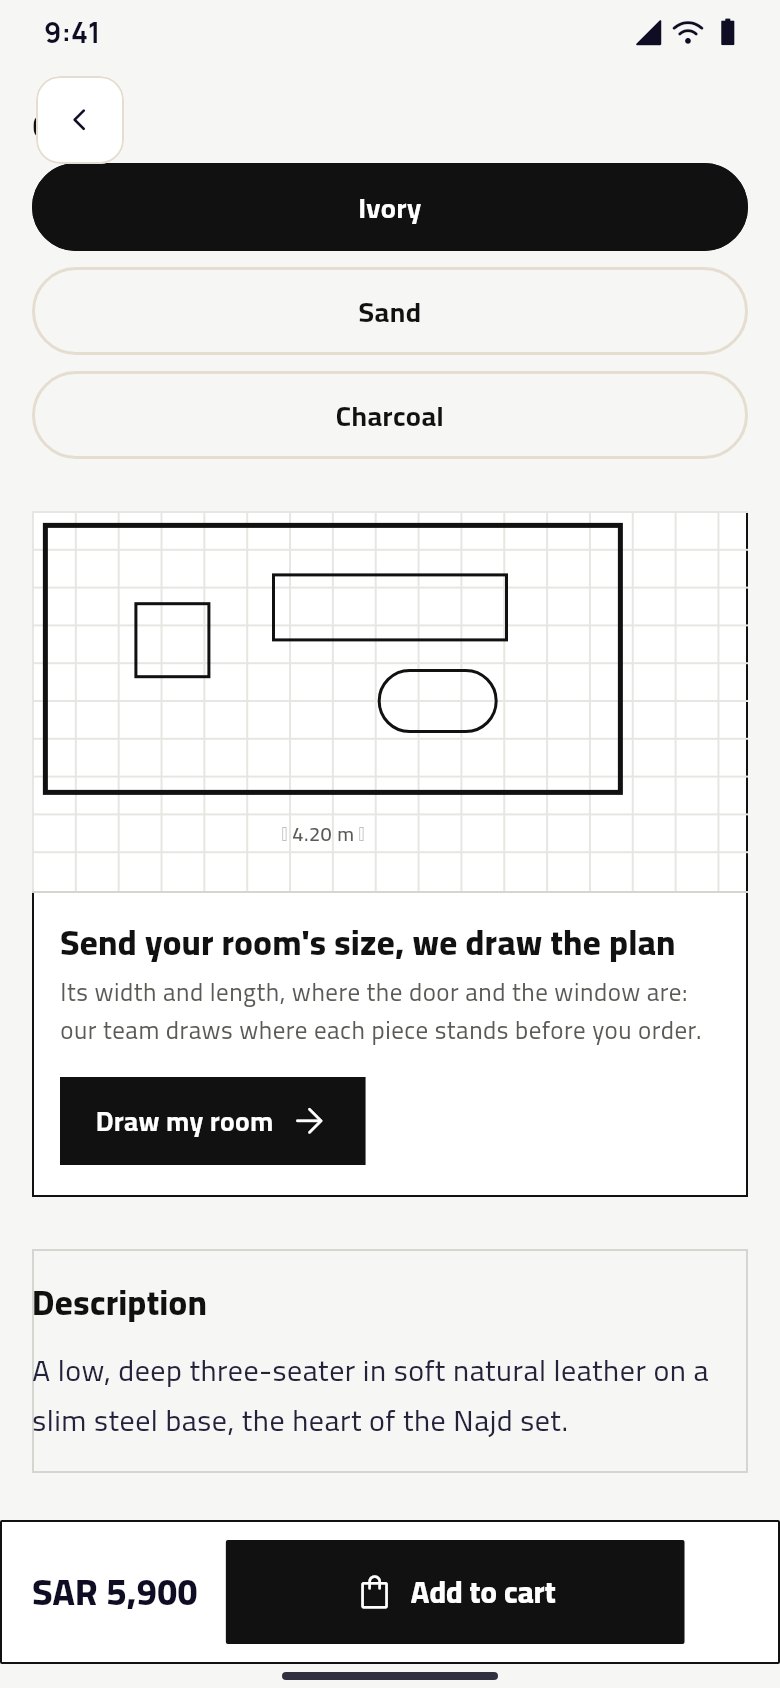 9:41
Ivory
Sand
Charcoal
4.20 m
Send your room's size, we draw the plan
Its width and length, where the door and the window are:
our team draws where each piece stands before you order.
Draw my room
Description
A low, deep three-seater in soft natural leather on a
slim steel base, the heart of the Najd set.
SAR 5,900
Add to cart